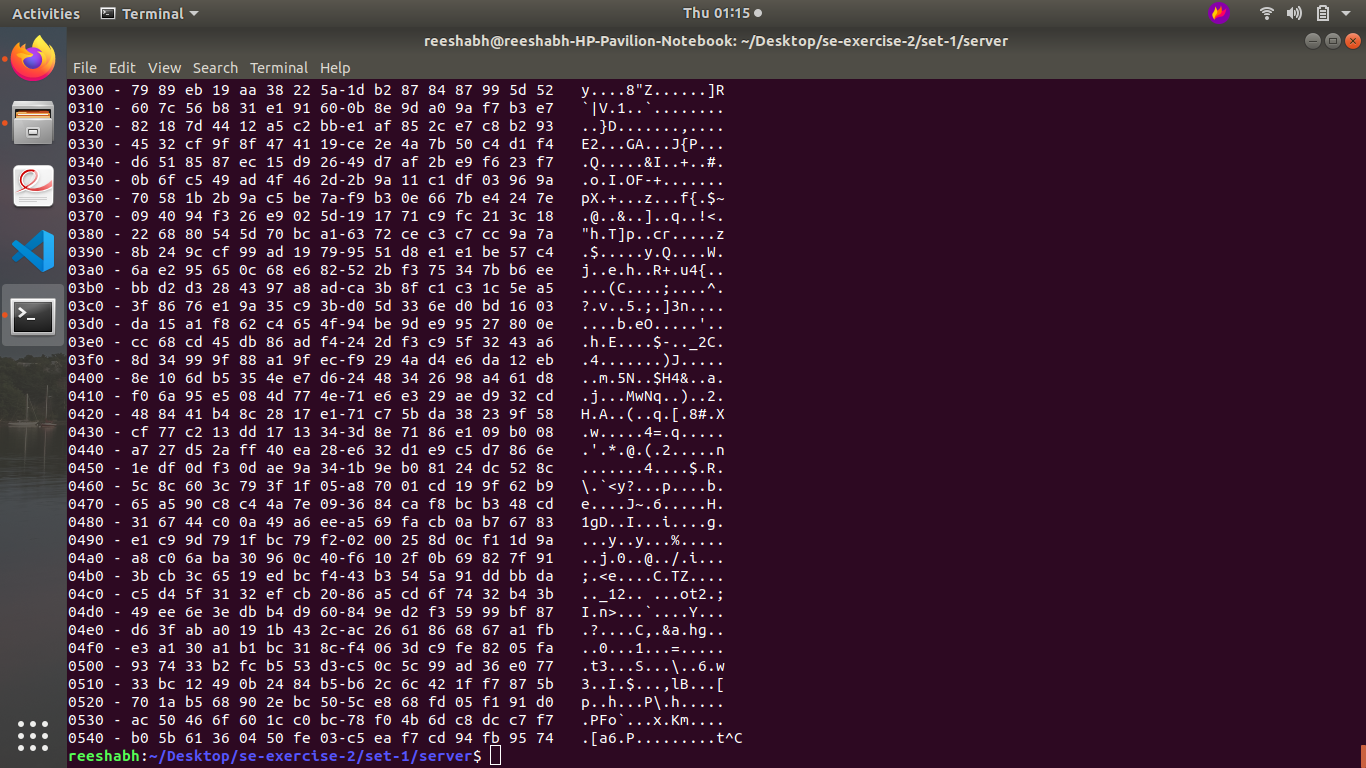 Activities Terminal Thu 01:15
reeshabh@reeshabh-HP-Pavilion-Notebook: ~/Desktop/se-exercise-2/set-1/server
File Edit View Search Terminal Help
0300 - 79 89 eb 19 aa 38 22 5a-1d b2 87 84 87 99 5d 52   y....8"Z......]R
0310 - 60 7c 56 b8 31 e1 91 60-0b 8e 9d a0 9a f7 b3 e7   `|V.1..`........
0320 - 82 18 7d 44 12 a5 c2 bb-e1 af 85 2c e7 c8 b2 93   ..}D.......,....
0330 - 45 32 cf 9f 8f 47 41 19-ce 2e 4a 7b 50 c4 d1 f4   E2...GA...J{P...
0340 - d6 51 85 87 ec 15 d9 26-49 d7 af 2b e9 f6 23 f7   .Q.....&I..+..#.
0350 - 0b 6f c5 49 ad 4f 46 2d-2b 9a 11 c1 df 03 96 9a   .o.I.OF-+.......
0360 - 70 58 1b 2b 9a c5 be 7a-f9 b3 0e 66 7b e4 24 7e   pX.+...z...f{.$~
0370 - 09 40 94 f3 26 e9 02 5d-19 17 71 c9 fc 21 3c 18   .@..&..]..q..!<.
0380 - 22 68 80 54 5d 70 bc a1-63 72 ce c3 c7 cc 9a 7a   "h.T]p..cr.....z
0390 - 8b 24 9c cf 99 ad 19 79-95 51 d8 e1 e1 be 57 c4   .$.....y.Q....W.
03a0 - 6a e2 95 65 0c 68 e6 82-52 2b f3 75 34 7b b6 ee   j..e.h..R+.u4{..
03b0 - bb d2 d3 28 43 97 a8 ad-ca 3b 8f c1 c3 1c 5e a5   ...(C....;....^.
03c0 - 3f 86 76 e1 9a 35 c9 3b-d0 5d 33 6e d0 bd 16 03   ?.v..5.;.]3n....
03d0 - da 15 a1 f8 62 c4 65 4f-94 be 9d e9 95 27 80 0e   ....b.eO.....'..
03e0 - cc 68 cd 45 db 86 ad f4-24 2d f3 c9 5f 32 43 a6   .h.E....$-.._2C.
03f0 - 8d 34 99 9f 88 a1 9f ec-f9 29 4a d4 e6 da 12 eb   .4.......)J.....
0400 - 8e 10 6d b5 35 4e e7 d6-24 48 34 26 98 a4 61 d8   ..m.5N..$H4&..a.
0410 - f0 6a 95 e5 08 4d 77 4e-71 e6 e3 29 ae d9 32 cd   .j...MwNq..)..2.
0420 - 48 84 41 b4 8c 28 17 e1-71 c7 5b da 38 23 9f 58   H.A..(..q.[.8#.X
0430 - cf 77 c2 13 dd 17 13 34-3d 8e 71 86 e1 09 b0 08   .w.....4=.q.....
0440 - a7 27 d5 2a ff 40 ea 28-e6 32 d1 e9 c5 d7 86 6e   .'.*.@.(.2.....n
0450 - 1e df 0d f3 0d ae 9a 34-1b 9e b0 81 24 dc 52 8c   .......4....$.R.
0460 - 5c 8c 60 3c 79 3f 1f 05-a8 70 01 cd 19 9f 62 b9   \.`<y?...p....b.
0470 - 65 a5 90 c8 c4 4a 7e 09-36 84 ca f8 bc b3 48 cd   e....J~.6.....H.
0480 - 31 67 44 c0 0a 49 a6 ee-a5 69 fa cb 0a b7 67 83   1gD..I...i....g.
0490 - e1 c9 9d 79 1f bc 79 f2-02 00 25 8d 0c f1 1d 9a   ...y..y...%.....
04a0 - a8 c0 6a ba 30 96 0c 40-f6 10 2f 0b 69 82 7f 91   ..j.0..@../.i...
04b0 - 3b cb 3c 65 19 ed bc f4-43 b3 54 5a 91 dd bb da   ;.<e....C.TZ....
04c0 - c5 d4 5f 31 32 ef cb 20-86 a5 cd 6f 74 32 b4 3b   .._12.. ...ot2.;
04d0 - 49 ee 6e 3e db b4 d9 60-84 9e d2 f3 59 99 bf 87   I.n>...`....Y...
04e0 - d6 3f ab a0 19 1b 43 2c-ac 26 61 86 68 67 a1 fb   .?....C,.&a.hg..
04f0 - e3 a1 30 a1 b1 bc 31 8c-f4 06 3d c9 fe 82 05 fa   ..0...1...=.....
0500 - 93 74 33 b2 fc b5 53 d3-c5 0c 5c 99 ad 36 e0 77   .t3...S...\..6.w
0510 - 33 bc 12 49 0b 24 84 b5-b6 2c 6c 42 1f f7 87 5b   3..I.$...,lB...[
0520 - 70 1a b5 68 90 2e bc 50-5c e8 68 fd 05 f1 91 d0   p..h...P\.h.....
0530 - ac 50 46 6f 60 1c c0 bc-78 f0 4b 6d c8 dc c7 f7   .PFo`...x.Km....
0540 - b0 5b 61 36 04 50 fe 03-c5 ea f7 cd 94 fb 95 74   .[a6.P.........t^C
reeshabh:~/Desktop/se-exercise-2/set-1/server$